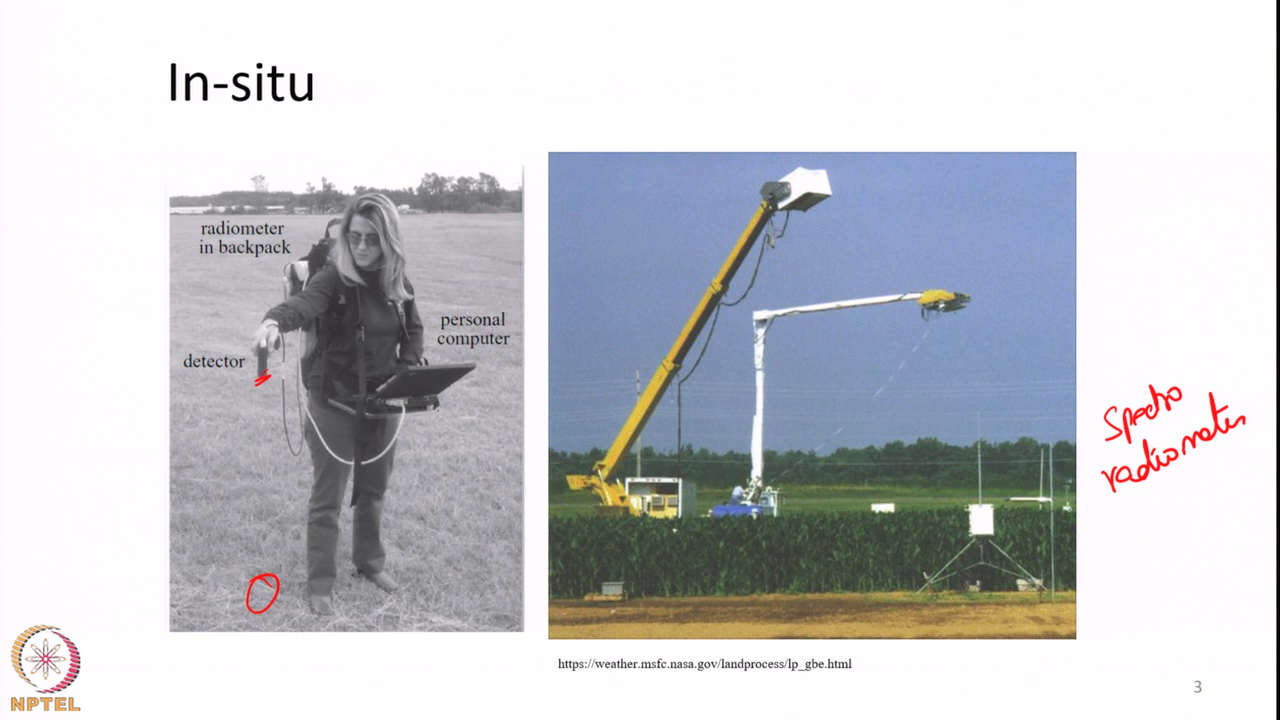 In-situ
radiometer
in backpack
detector
personal
computer
Spectro
radiometer
https://weather.msfc.nasa.gov/landprocess/lp_gbe.html
3
NPTEL